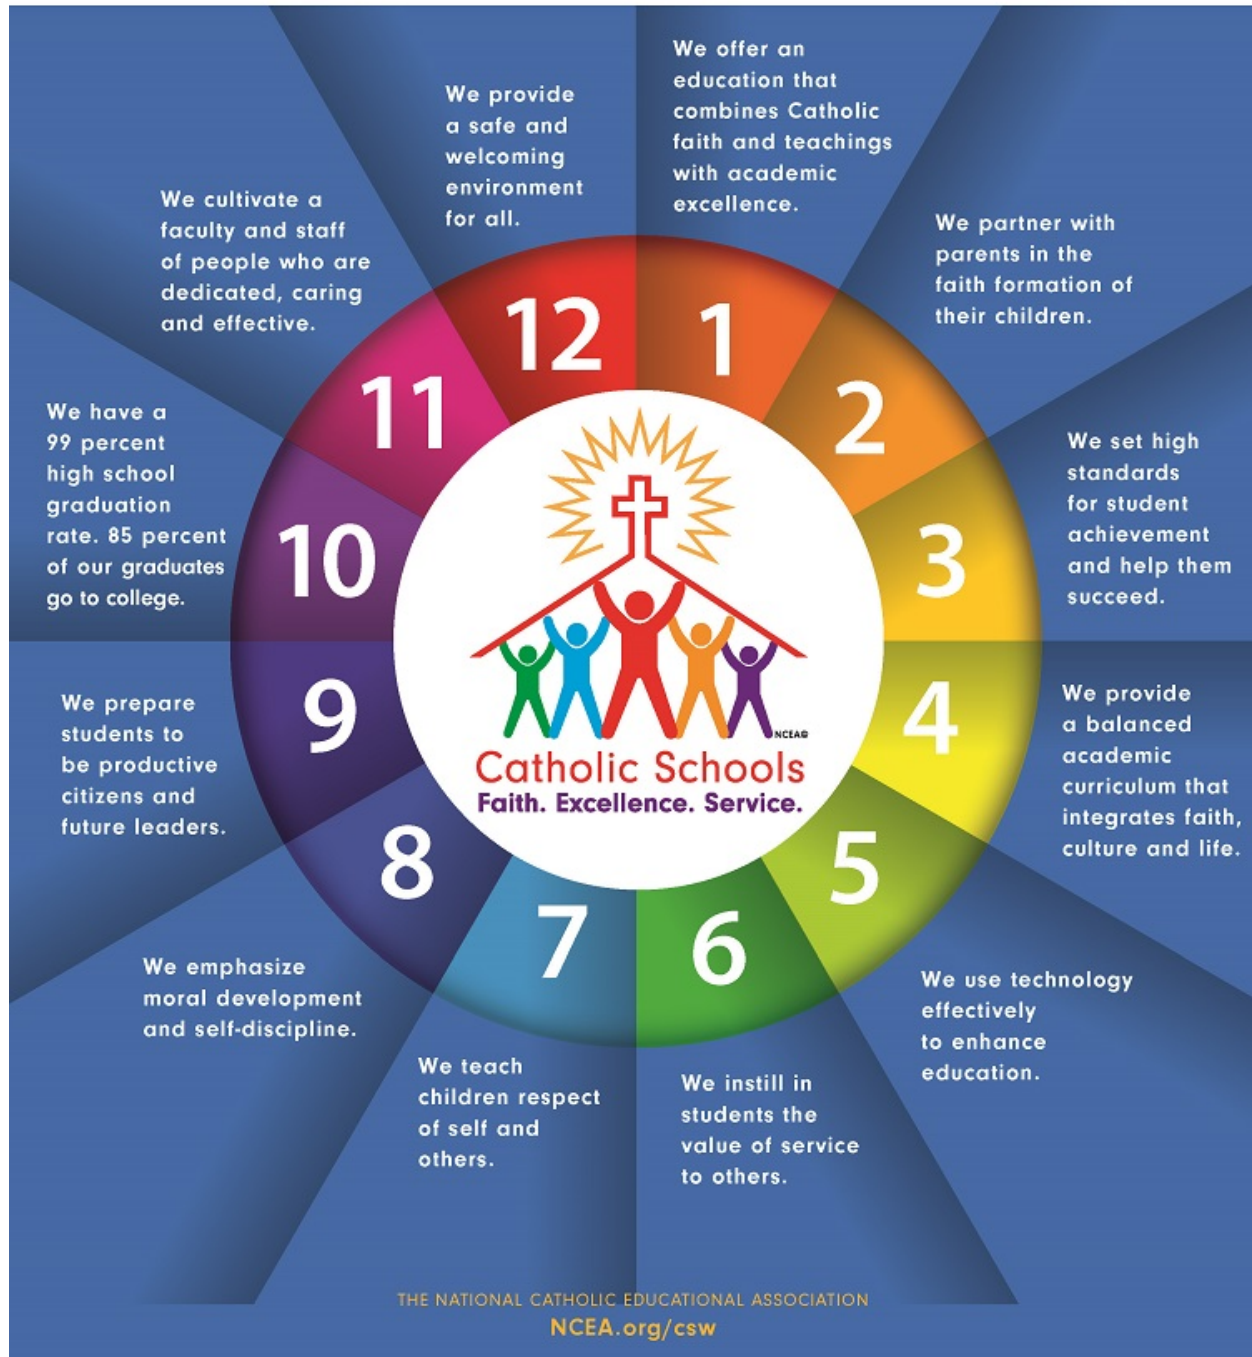 1
We offer an
education that
combines Catholic
faith and teachings
with academic
excellence.
2
We partner with
parents in the
faith formation of
their children.
3
We set high
standards
for student
achievement
and help them
succeed.
4
We provide
a balanced
academic
curriculum that
integrates faith,
culture and life.
5
We use technology
effectively
to enhance
education.
6
We instill in
students the
value of service
to others.
7
We teach
children respect
of self and
others.
8
We emphasize
moral development
and self-discipline.
9
We prepare
students to
be productive
citizens and
future leaders.
10
We have a
99 percent
high school
graduation
rate. 85 percent
of our graduates
go to college.
11
We cultivate a
faculty and staff
of people who are
dedicated, caring
and effective.
12
We provide
a safe and
welcoming
environment
for all.
NCEA©
Catholic Schools
Faith. Excellence. Service.
THE NATIONAL CATHOLIC EDUCATIONAL ASSOCIATION
NCEA.org/csw